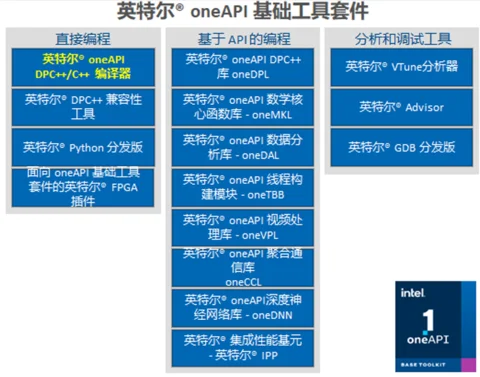 英特尔® oneAPI 基础工具套件
直接编程
英特尔® oneAPI
DPC++/C++ 编译器
英特尔® DPC++ 兼容性
工具
英特尔® Python 分发版
面向 oneAPI 基础工具
套件的英特尔® FPGA
插件
基于 API 的编程
英特尔® oneAPI DPC++
库 oneDPL
英特尔® oneAPI 数学核
心函数库 - oneMKL
英特尔® oneAPI 数据分
析库 - oneDAL
英特尔® oneAPI 线程构
建模块 - oneTBB
英特尔® oneAPI 视频处
理库 - oneVPL
英特尔® oneAPI 聚合通
信库
oneCCL
英特尔® oneAPI深度神
经网络库 - oneDNN
英特尔® 集成性能基元
- 英特尔® IPP
分析和调试工具
英特尔® VTune分析器
英特尔® Advisor
英特尔® GDB 分发版
intel.
1
oneAPI
BASE TOOLKIT